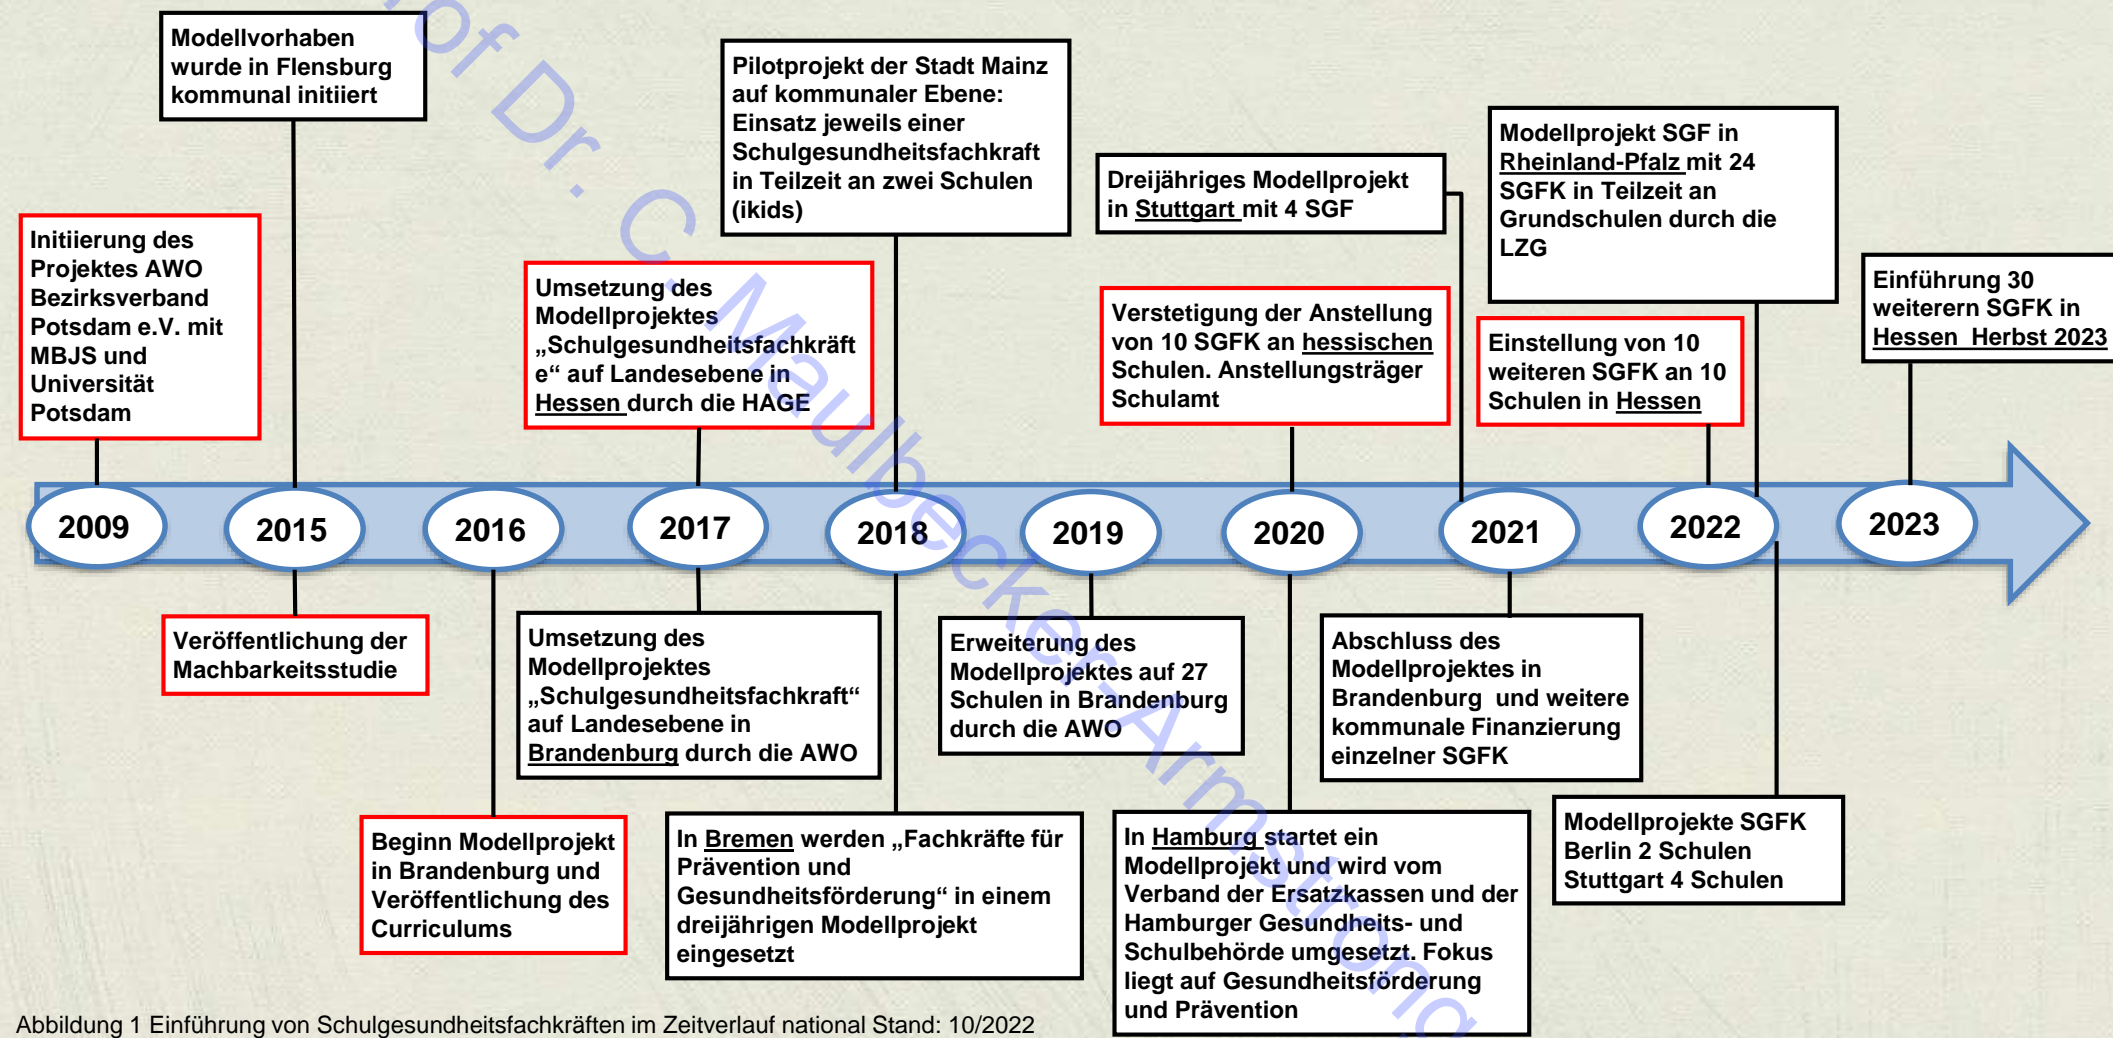 Modellvorhaben
wurde in Flensburg
kommunal initiiert
Pilotprojekt der Stadt Mainz
auf kommunaler Ebene:
Einsatz jeweils einer
Schulgesundheitsfachkraft
in Teilzeit an zwei Schulen
(ikids)
Modellprojekt SGF in
Rheinland-Pfalz mit 24
SGFK in Teilzeit an
Grundschulen durch die
LZG
Dreijähriges Modellprojekt
in Stuttgart mit 4 SGF
Initiierung des
Projektes AWO
Bezirksverband
Potsdam e.V. mit
MBJS und
Universität
Potsdam
Umsetzung des
Modellprojektes
„Schulgesundheitsfachkräft
e“ auf Landesebene in
Hessen durch die HAGE
Verstetigung der Anstellung
von 10 SGFK an hessischen
Schulen. Anstellungsträger
Schulamt
Einstellung von 10
weiteren SGFK an 10
Schulen in Hessen
Einführung 30
weiterern SGFK in
Hessen Herbst 2023
2009
2015
2016
2017
2018
2019
2020
2021
2022
2023
Veröffentlichung der
Machbarkeitsstudie
Umsetzung des
Modellprojektes
„Schulgesundheitsfachkraft“
auf Landesebene in
Brandenburg durch die AWO
Erweiterung des
Modellprojektes auf 27
Schulen in Brandenburg
durch die AWO
Abschluss des
Modellprojektes in
Brandenburg und weitere
kommunale Finanzierung
einzelner SGFK
Beginn Modellprojekt
in Brandenburg und
Veröffentlichung des
Curriculums
In Bremen werden „Fachkräfte für
Prävention und
Gesundheitsförderung“ in einem
dreijährigen Modellprojekt
eingesetzt
In Hamburg startet ein
Modellprojekt und wird vom
Verband der Ersatzkassen und der
Hamburger Gesundheits- und
Schulbehörde umgesetzt. Fokus
liegt auf Gesundheitsförderung
und Prävention
Modellprojekte SGFK
Berlin 2 Schulen
Stuttgart 4 Schulen
Abbildung 1 Einführung von Schulgesundheitsfachkräften im Zeitverlauf national Stand: 10/2022
of Dr. C. Maulbecker-Armstrong